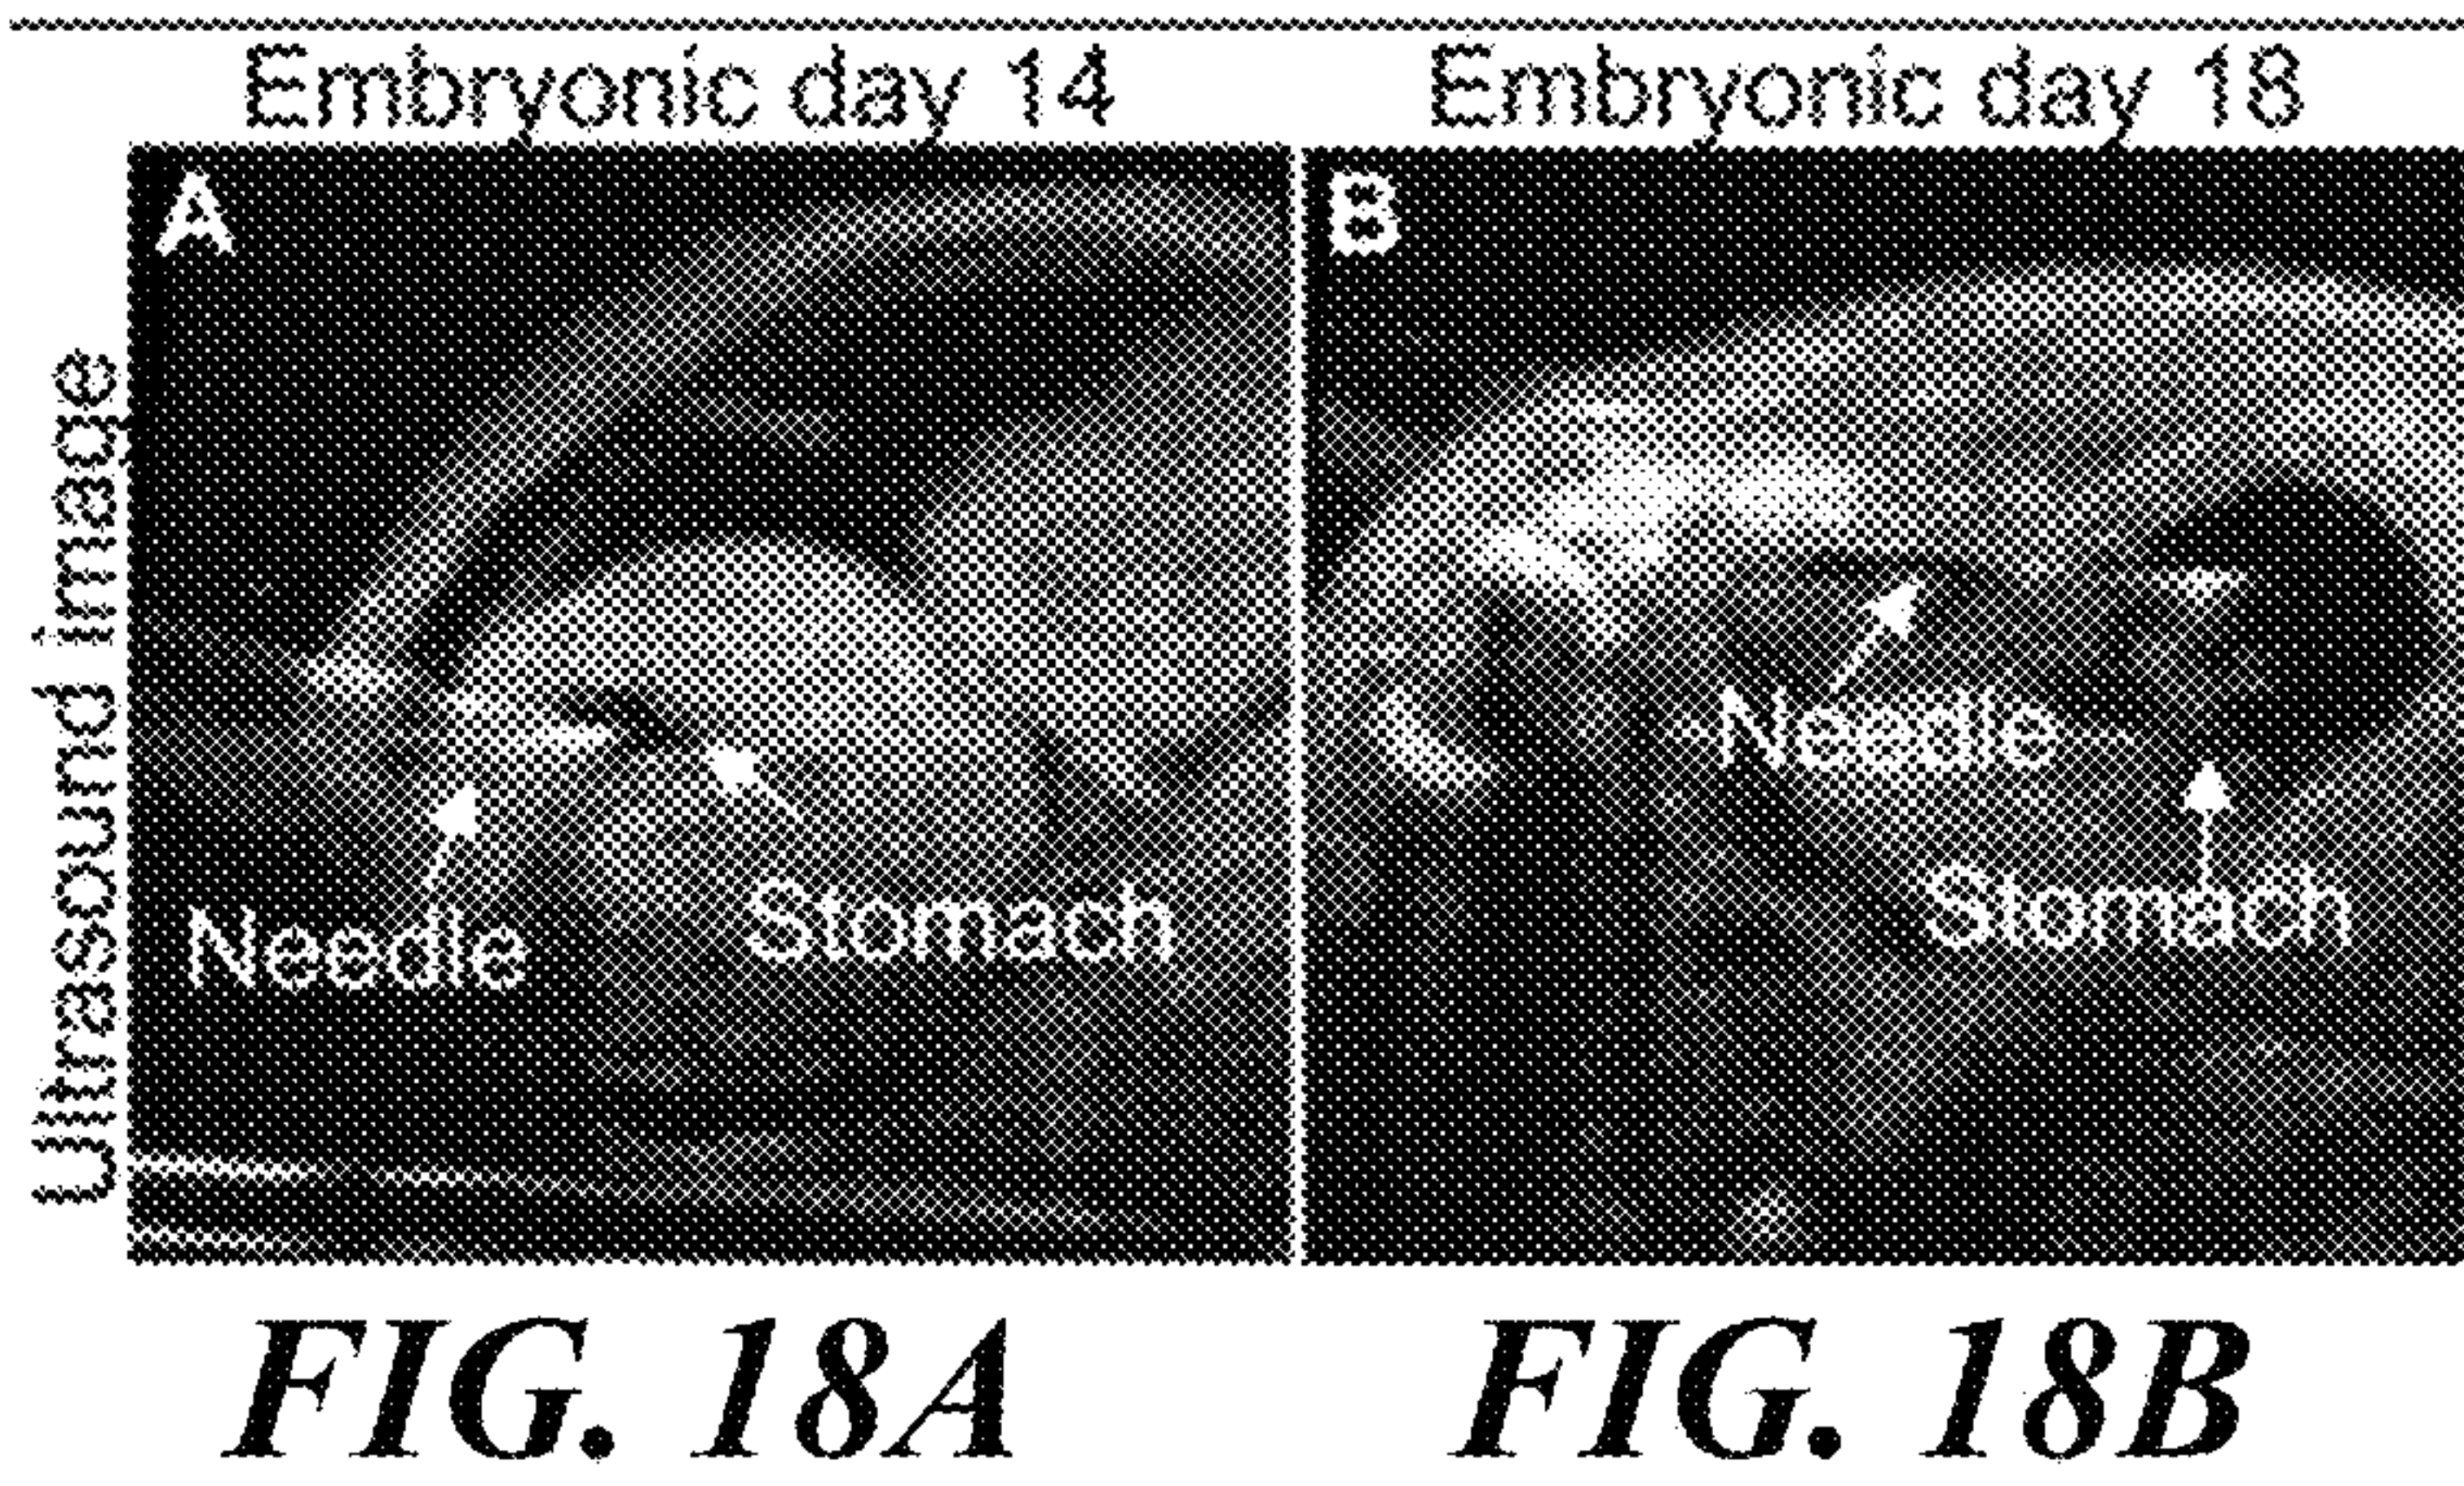 Embryonic day 14
Embryonic day 18
Ultrasound image
A
Needle
Stomach
B
Needle
Stomach
FIG. 18A
FIG. 18B